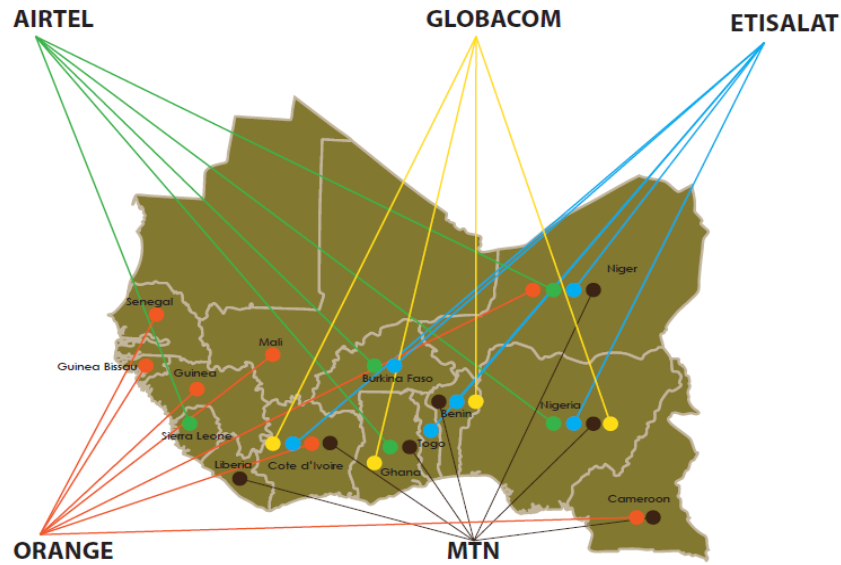 AIRTEL
GLOBACOM
ETISALAT
Niger
Senegal
Mali
Guinea Bissau
Guinea
Burkina Faso
Benin
Nigeria
Sierra Leone
Togo
Liberia
Cote d'Ivoire
Ghana
Cameroon
ORANGE
MTN